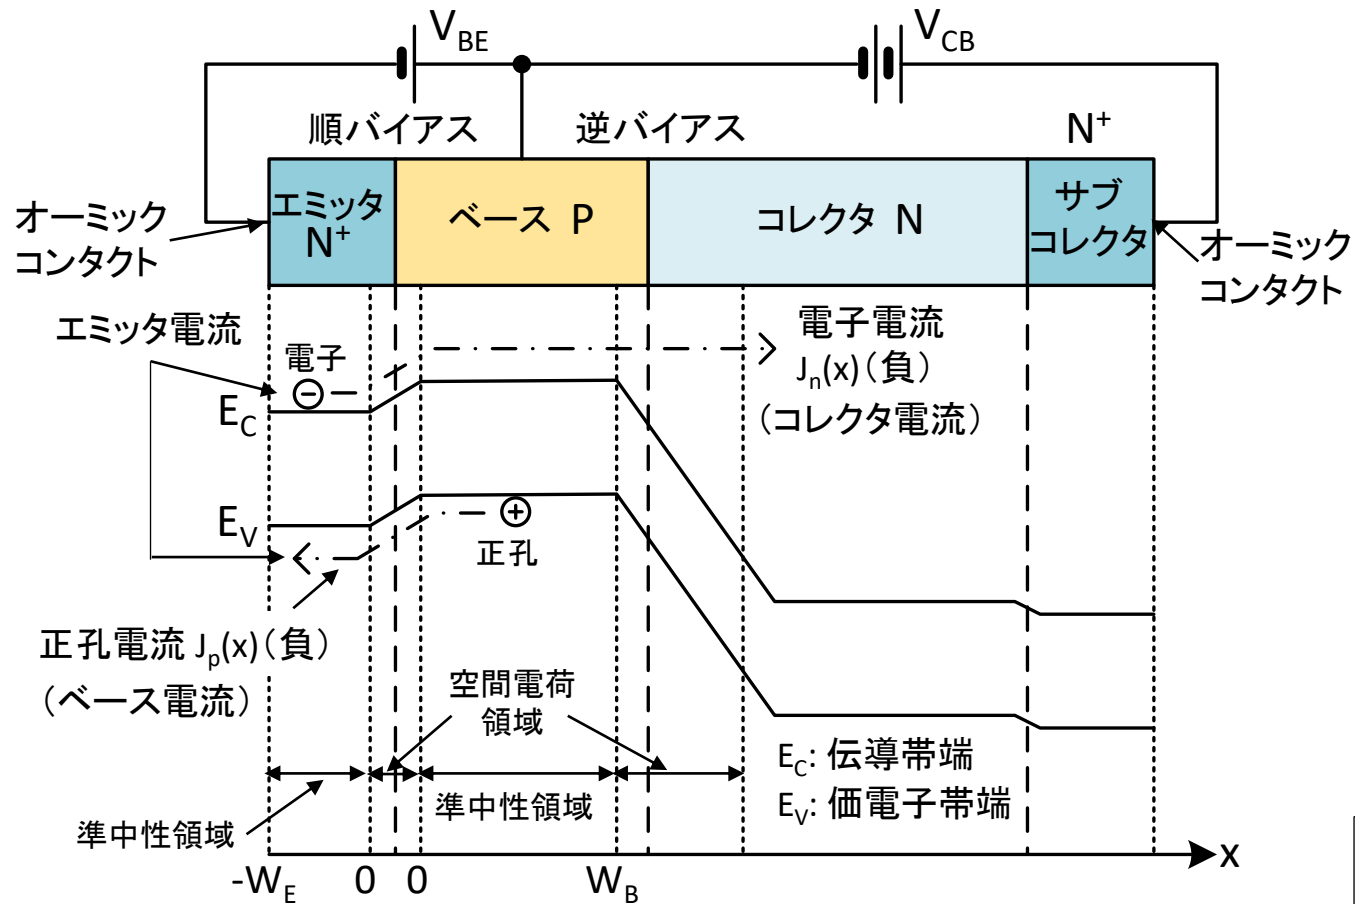 V_BE
V_CB
順バイアス
逆バイアス
N⁺
エミッタ
N⁺
ベース P
コレクタ N
サブ
コレクタ
オーミック
コンタクト
オーミック
コンタクト
エミッタ電流
電子
電子電流
J_n(x)(負)
(コレクタ電流)
E_C
E_V
正孔
正孔電流 J_p(x)(負)
(ベース電流)
空間電荷
領域
E_C: 伝導帯端
E_V: 価電子帯端
準中性領域
準中性領域
-W_E
0
0
W_B
x